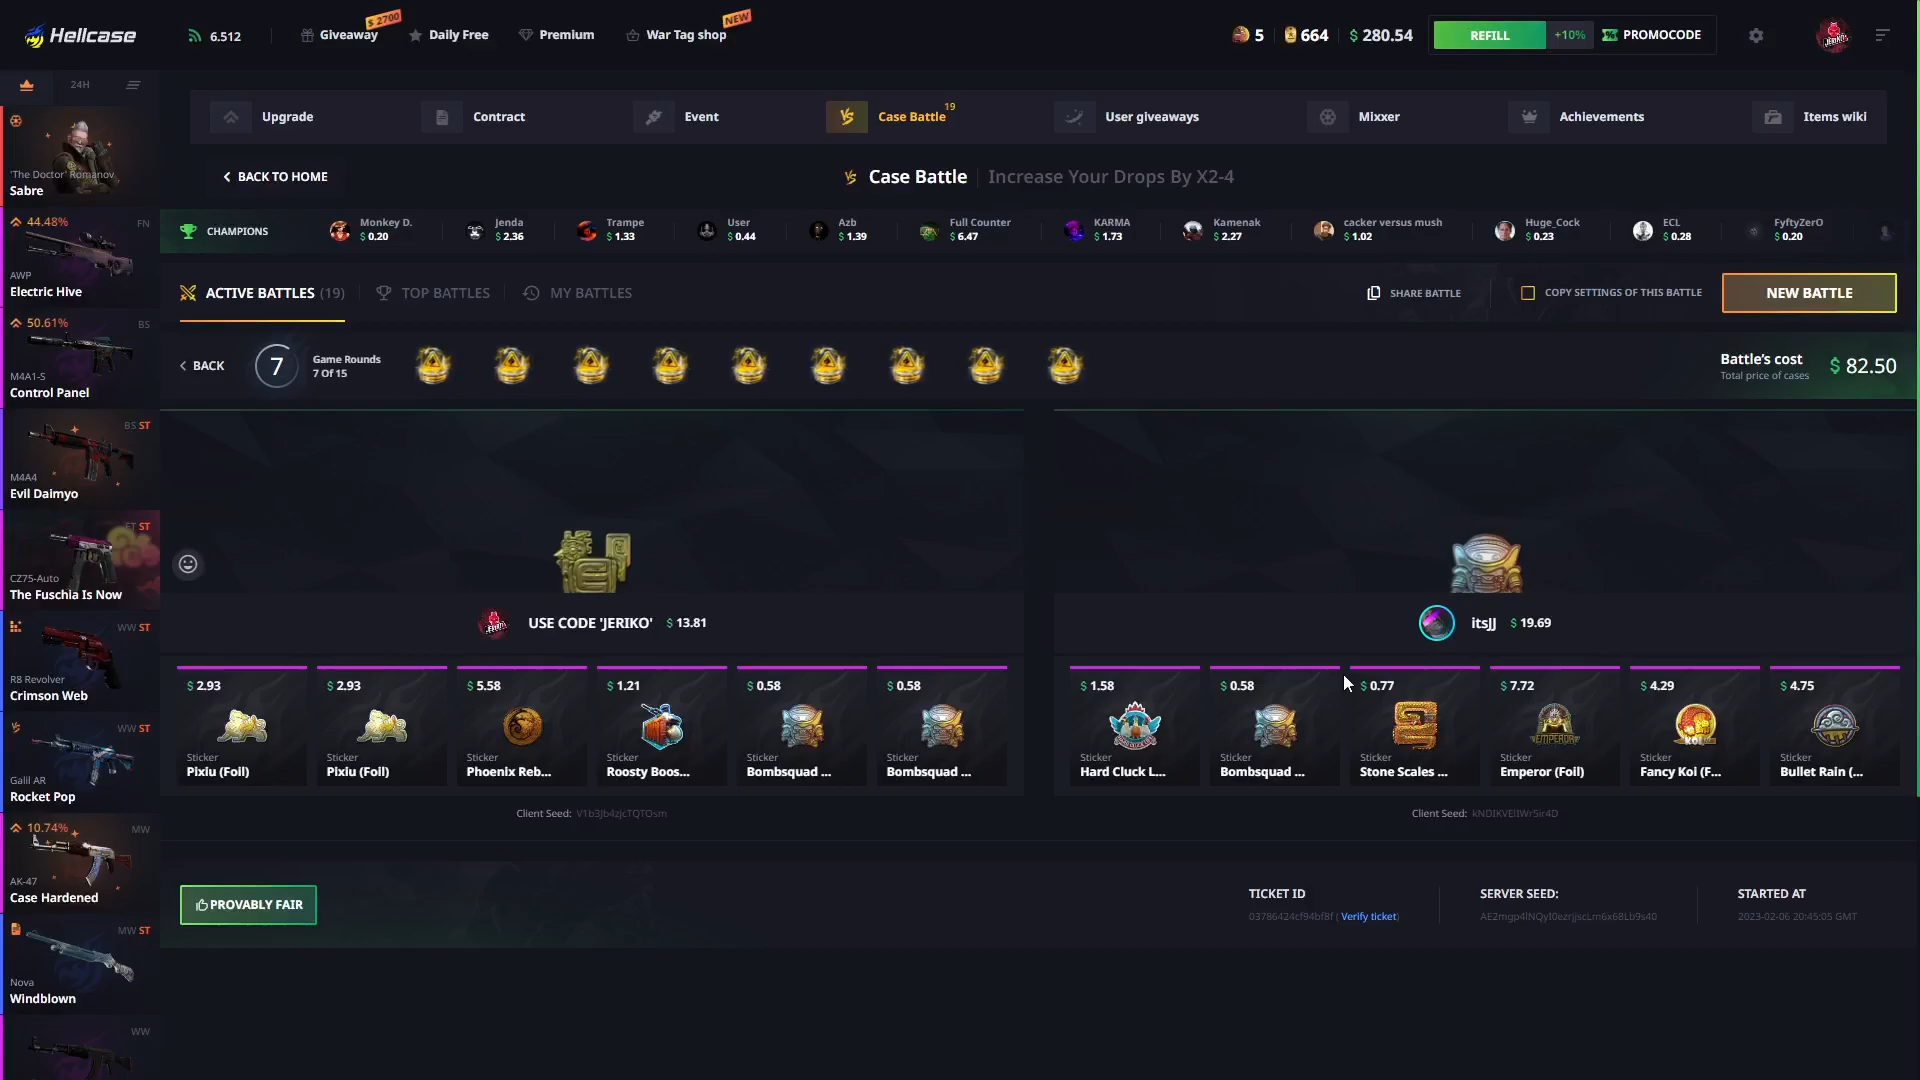 Hellcase
6.512
Giveaway
$ 2700
Daily Free
Premium
War Tag shop
NEW
5
664
$ 280.54
REFILL
+10%
PROMOCODE
24H
Upgrade
Contract
Event
Case Battle
19
User giveaways
Mixxer
Achievements
Items wiki
BACK TO HOME
Case Battle
Increase Your Drops By X2-4
CHAMPIONS
Monkey D.
$ 0.20
Jenda
$ 2.36
Trampe
$ 1.33
User
$ 0.44
Azb
$ 1.39
Full Counter
$ 6.47
KARMA
$ 1.73
Kamenak
$ 2.27
cacker versus mush
$ 1.02
Huge_Cock
$ 0.23
ECL
$ 0.28
FyftyZerO
$ 0.20
ACTIVE BATTLES (19)
TOP BATTLES
MY BATTLES
SHARE BATTLE
COPY SETTINGS OF THIS BATTLE
NEW BATTLE
BACK
7
Game Rounds
7 Of 15
Battle's cost
Total price of cases
$ 82.50
USE CODE 'JERIKO'
$ 13.81
itsJJ
$ 19.69
$ 2.93
Sticker
Pixiu (Foil)
$ 2.93
Sticker
Pixiu (Foil)
$ 5.58
Sticker
Phoenix Reb...
$ 1.21
Sticker
Roosty Boos...
$ 0.58
Sticker
Bombsquad ...
$ 0.58
Sticker
Bombsquad ...
$ 1.58
Sticker
Hard Cluck L...
$ 0.58
Sticker
Bombsquad ...
$ 0.77
Sticker
Stone Scales ...
$ 7.72
Sticker
Emperor (Foil)
$ 4.29
Sticker
Fancy Koi (F...
$ 4.75
Sticker
Bullet Rain (...
Client Seed:
Client Seed:
PROVABLY FAIR
TICKET ID
03786424cf94bf8f ( Verify ticket)
SERVER SEED:
STARTED AT
2023-02-06 20:45:05 GMT
'The Doctor' Romanov
Sabre
44.48%
FN
AWP
Electric Hive
50.61%
BS
M4A1-S
Control Panel
BS ST
M4A4
Evil Daimyo
FT ST
CZ75-Auto
The Fuschia Is Now
WW ST
R8 Revolver
Crimson Web
WW ST
Galil AR
Rocket Pop
10.74%
MW
AK-47
Case Hardened
MW ST
Nova
Windblown
WW